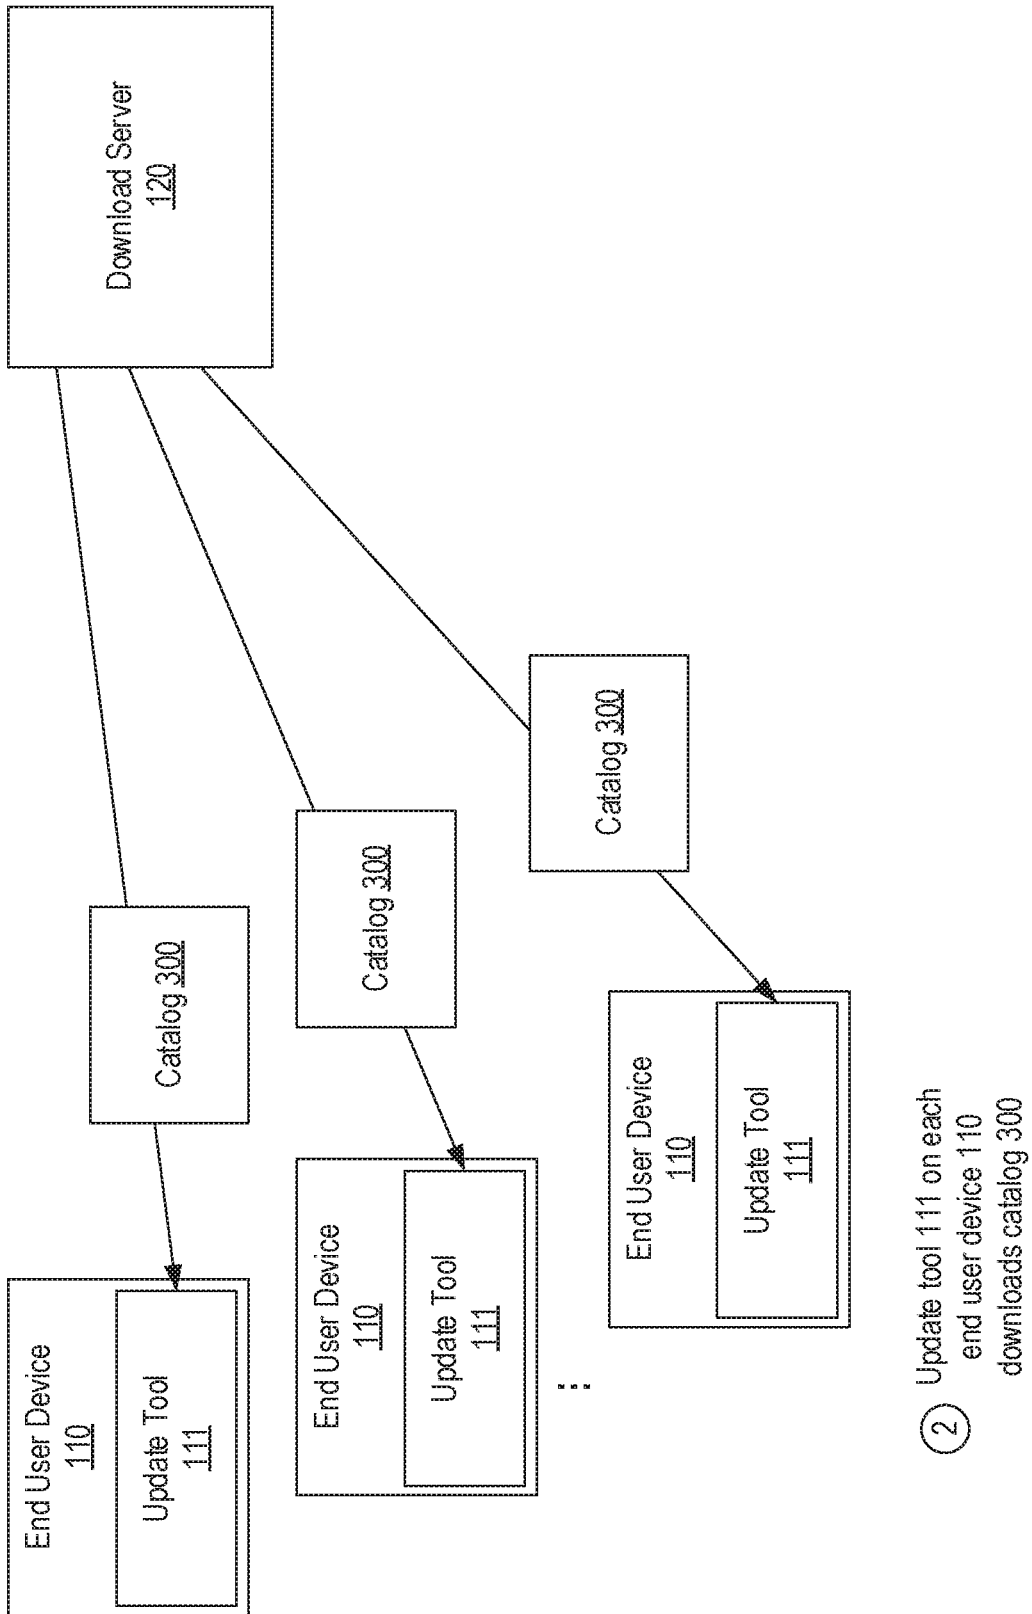 End User Device
110
Update Tool
111
Catalog 300
Download Server
120
End User Device
110
Update Tool
111
Catalog 300
...
End User Device
110
Update Tool
111
Catalog 300
2
Update tool 111 on each
end user device 110
downloads catalog 300